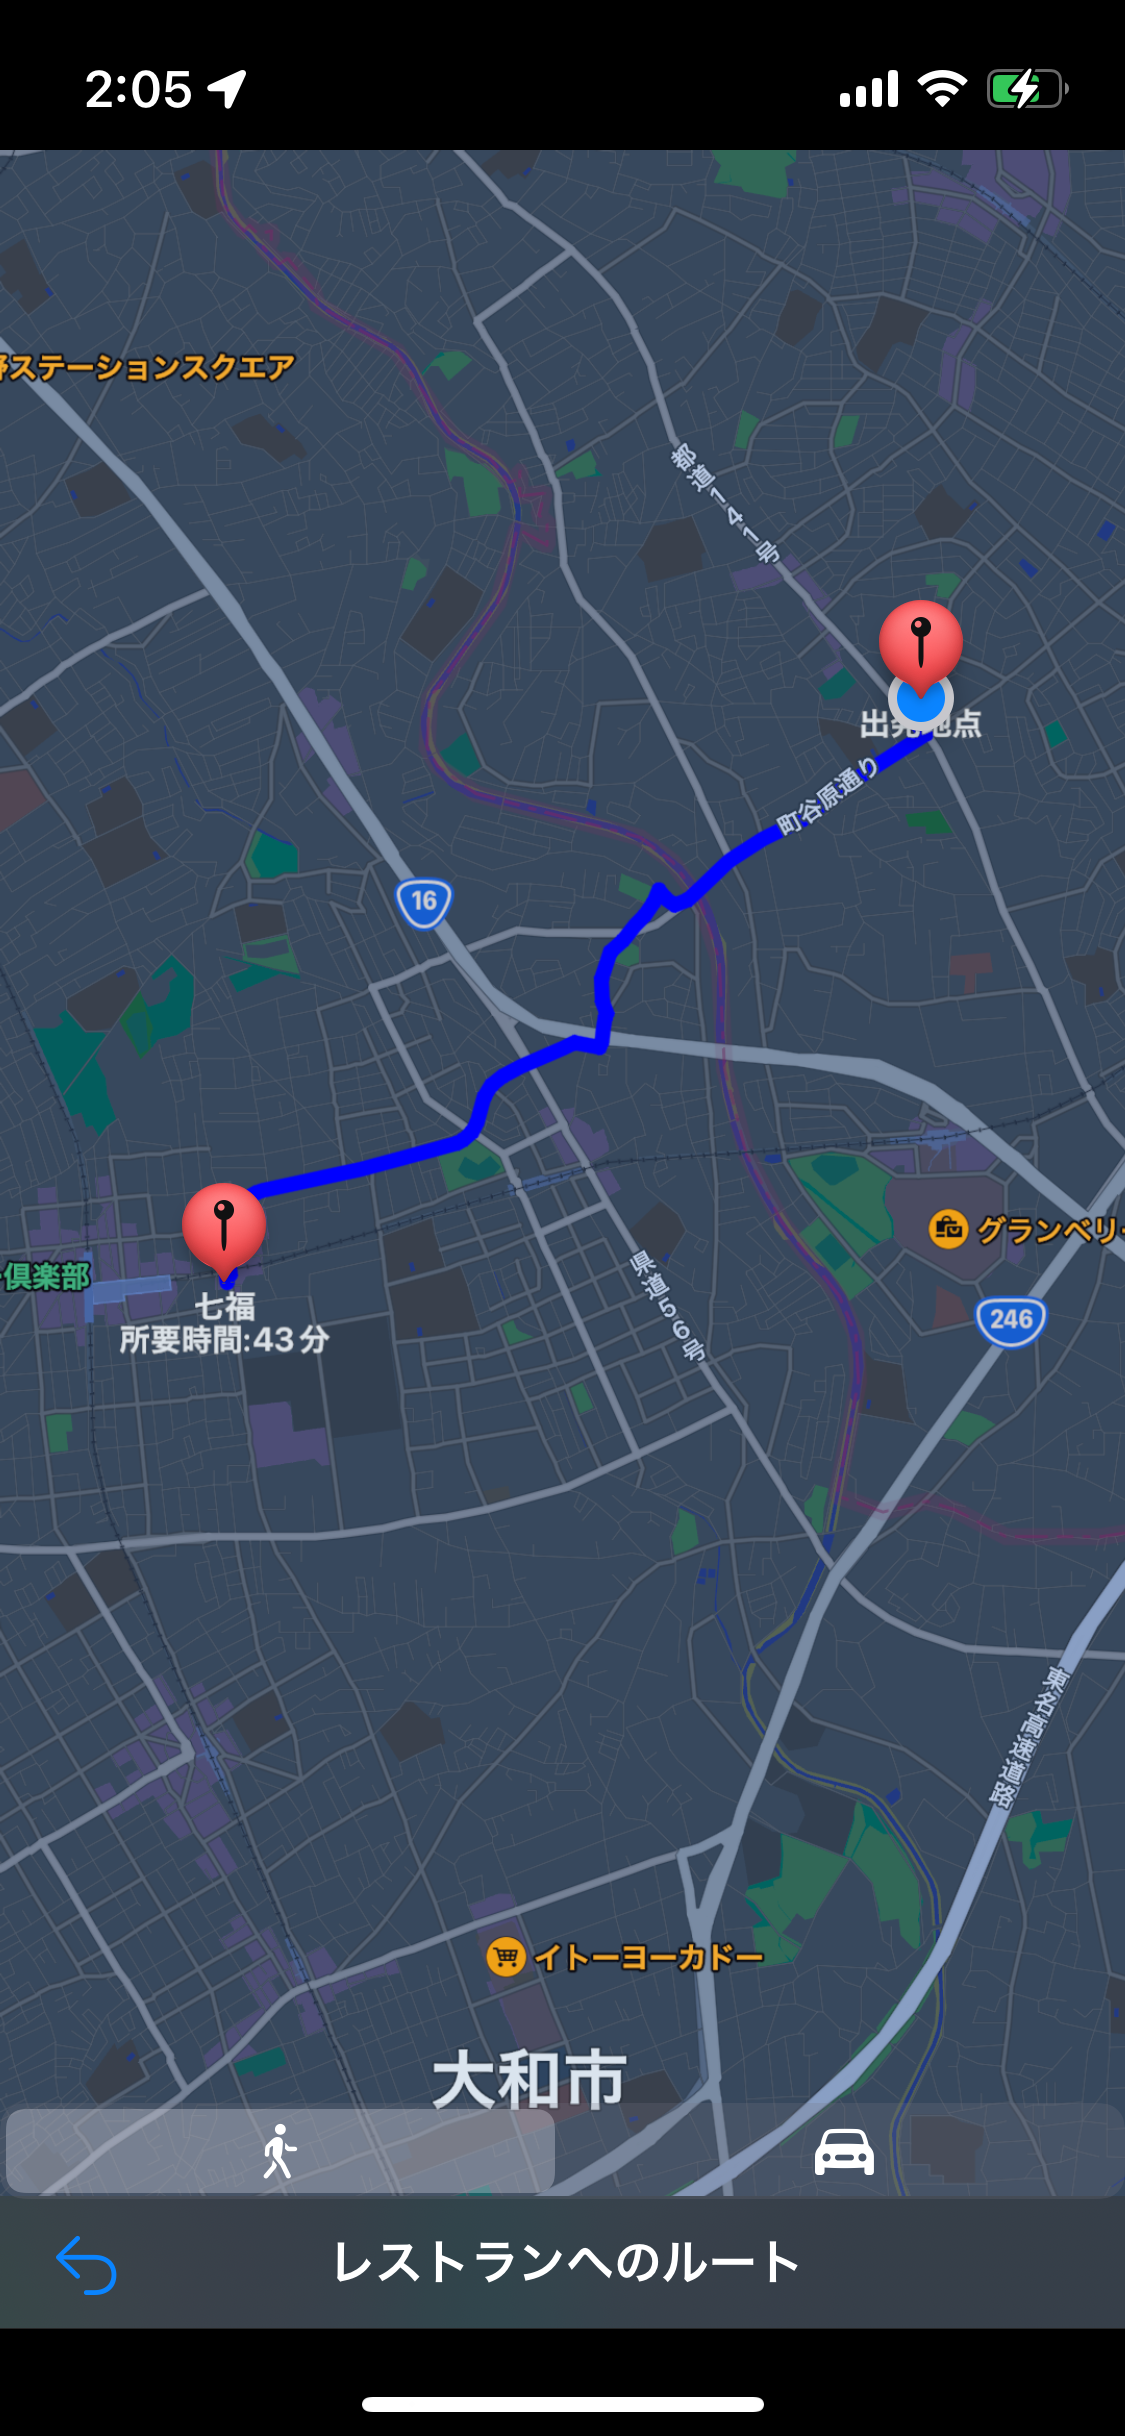 2:05
野ステーションスクエア
都道141号
出発地点
町谷原通り
16
グランベリー
倶楽部
246
七福
所要時間:43分
県道56号
東名高速道路
イトーヨーカドー
大和市
レストランへのルート